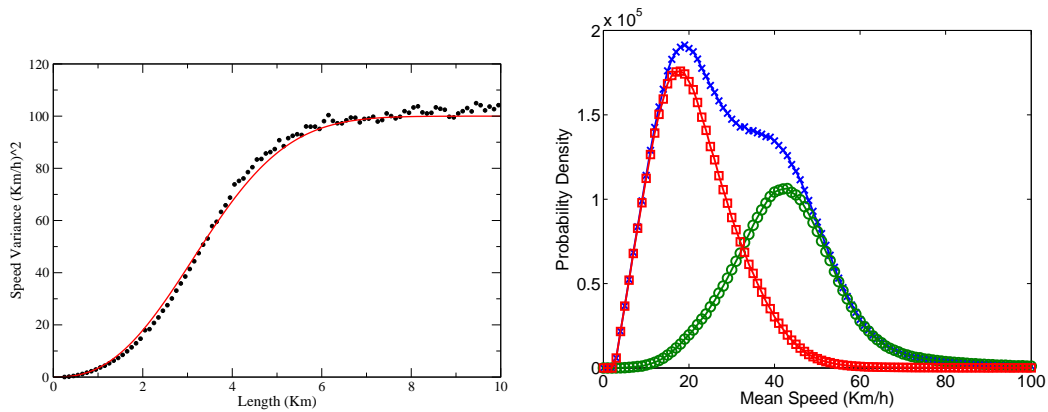 120
100
80
60
40
20
0
0 2 4 6 8 10
Speed Variance (Km/h)^2
Length (Km)
2 x 10^5
1.5
1
0.5
0
0 20 40 60 80 100
Probability Density
Mean Speed (Km/h)